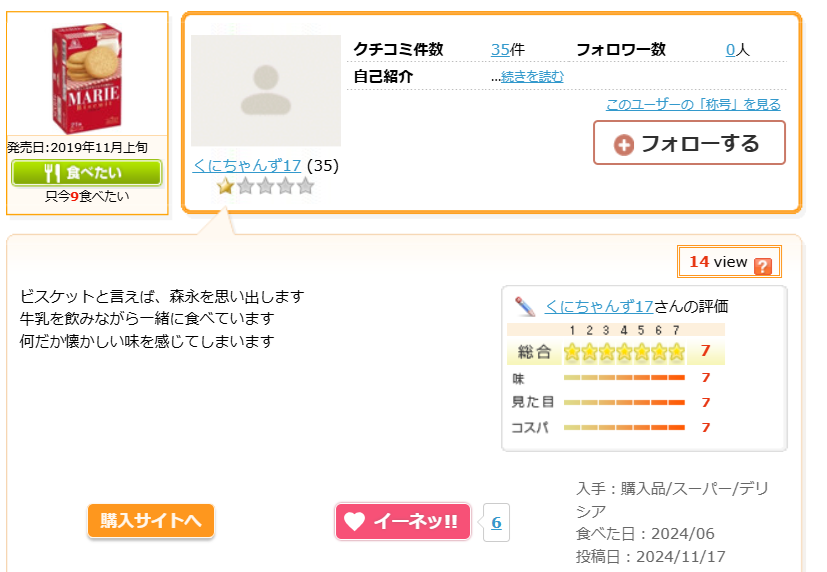 MARIE
Biscuit
発売日:2019年11月上旬
食べたい
只今9食べたい
くにちゃんず17 (35)
クチコミ件数 35件 フォロワー数 0人
自己紹介 ...続きを読む
このユーザーの「称号」を見る
フォローする
14 view ?
ビスケットと言えば、森永を思い出します
牛乳を飲みながら一緒に食べています
何だか懐かしい味を感じてしまいます
くにちゃんず17さんの評価
1 2 3 4 5 6 7
総合 7
味 7
見た目 7
コスパ 7
購入サイトへ
イーネッ!! 6
入手：購入品/スーパー/デリ
シア
食べた日：2024/06
投稿日：2024/11/17